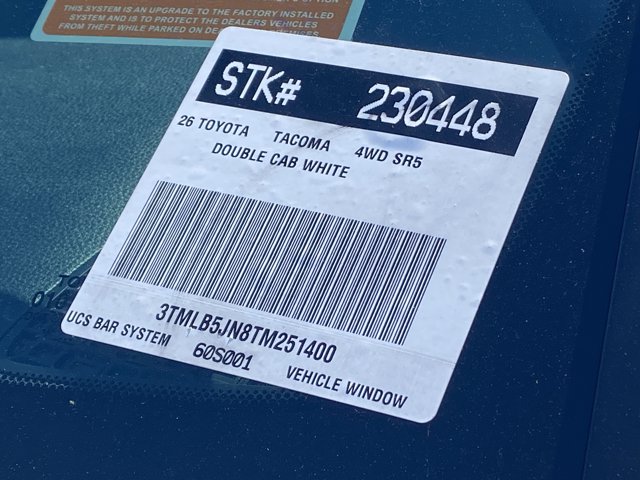 THIS SYSTEM IS AN UPGRADE TO THE FACTORY INSTALLED
SYSTEM AND IS TO PROTECT THE DEALERS VEHICLES
FROM THEFT WHILE PARKED ON
STK# 230448
26 TOYOTA TACOMA 4WD SR5
DOUBLE CAB WHITE
3TMLB5JN8TM251400
UCS BAR SYSTEM 60S001 VEHICLE WINDOW